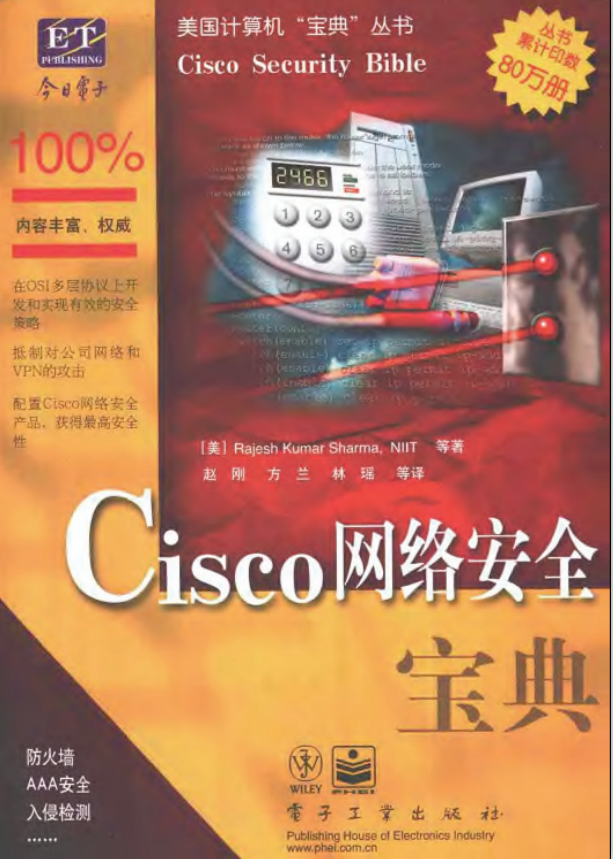 ET
PUBLISHING
今日電子
美国计算机“宝典”丛书
Cisco Security Bible
丛书
累计印数
80万册
100%
内容丰富、权威
在OSI多层协议上开
发和实现有效的安全
策略
抵制对公司网络和
VPN的攻击
配置Cisco网络安全
产品，获得最高安全
性
2466
1 2 3
4 5 6
7
[美] Rajesh Kumar Sharma, NIIT 等著
赵 刚 方 兰 林 瑶 等译
Cisco网络安全
宝典
防火墙
AAA安全
入侵检测
……
WILEY
PHEI
電子工業出版社
Publishing House of Electronics Industry
www.phei.com.cn